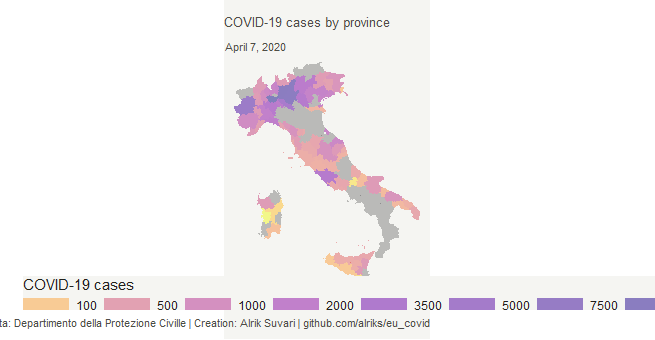 COVID-19 cases by province
April 7, 2020
COVID-19 cases
100 500 1000 2000 3500 5000 7500
ta: Departimento della Protezione Civille | Creation: Alrik Suvari | github.com/alriks/eu_covid